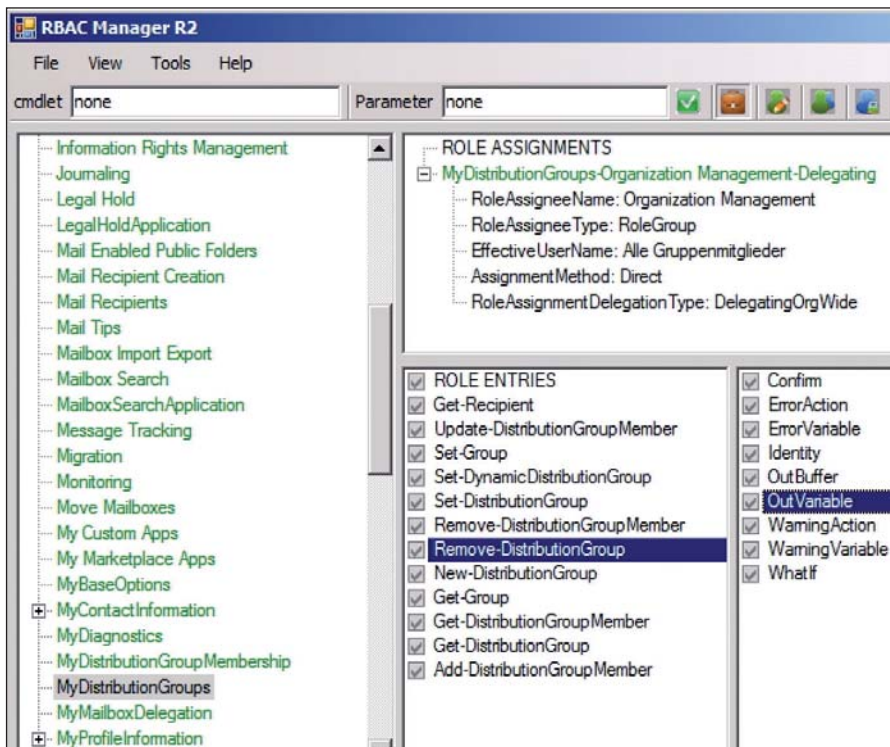 RBAC Manager R2
File View Tools Help
cmdlet none Parameter none
Information Rights Management
Journaling
Legal Hold
LegalHoldApplication
Mail Enabled Public Folders
Mail Recipient Creation
Mail Recipients
Mail Tips
Mailbox Import Export
Mailbox Search
MailboxSearchApplication
Message Tracking
Migration
Monitoring
Move Mailboxes
My Custom Apps
My Marketplace Apps
MyBaseOptions
MyContactInformation
MyDiagnostics
MyDistributionGroupMembership
MyDistributionGroups
MyMailboxDelegation
MyProfileInformation
ROLE ASSIGNMENTS
MyDistributionGroups-Organization Management-Delegating
RoleAssigneeName: Organization Management
RoleAssigneeType: RoleGroup
EffectiveUserName: Alle Gruppenmitglieder
AssignmentMethod: Direct
RoleAssignmentDelegationType: DelegatingOrgWide
ROLE ENTRIES
Get-Recipient
Update-DistributionGroupMember
Set-Group
Set-DynamicDistributionGroup
Set-DistributionGroup
Remove-DistributionGroupMember
Remove-DistributionGroup
New-DistributionGroup
Get-Group
Get-DistributionGroupMember
Get-DistributionGroup
Add-DistributionGroupMember
Confirm
ErrorAction
ErrorVariable
Identity
OutBuffer
OutVariable
WarningAction
WarningVariable
WhatIf